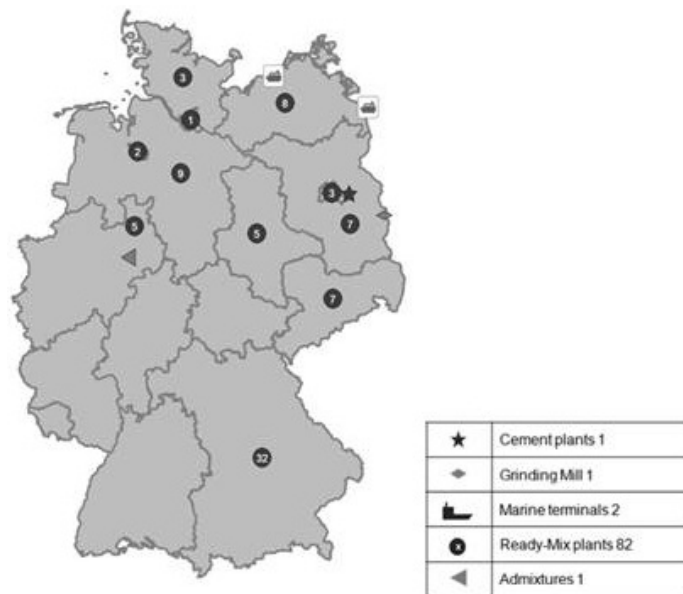 3
8
1
2
9
3
5
7
5
7
32
Cement plants 1
Grinding Mill 1
Marine terminals 2
x
Ready-Mix plants 82
Admixtures 1